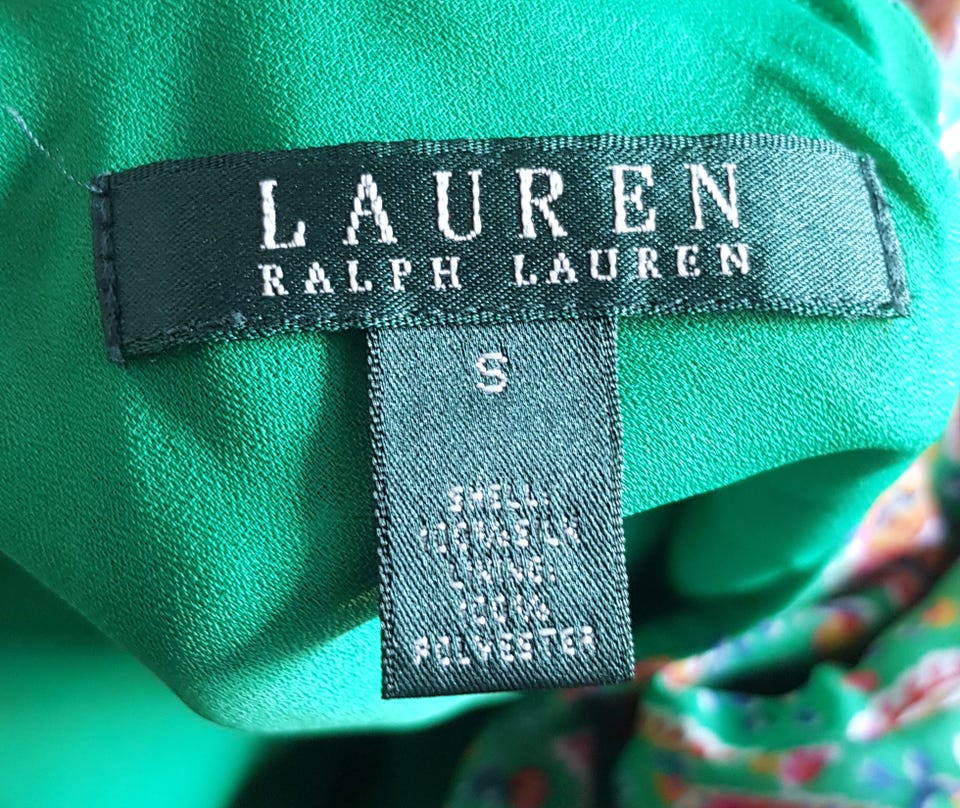 LAUREN
RALPH LAUREN
S
SHELL:
100% SILK
LINING:
100%
POLYESTER